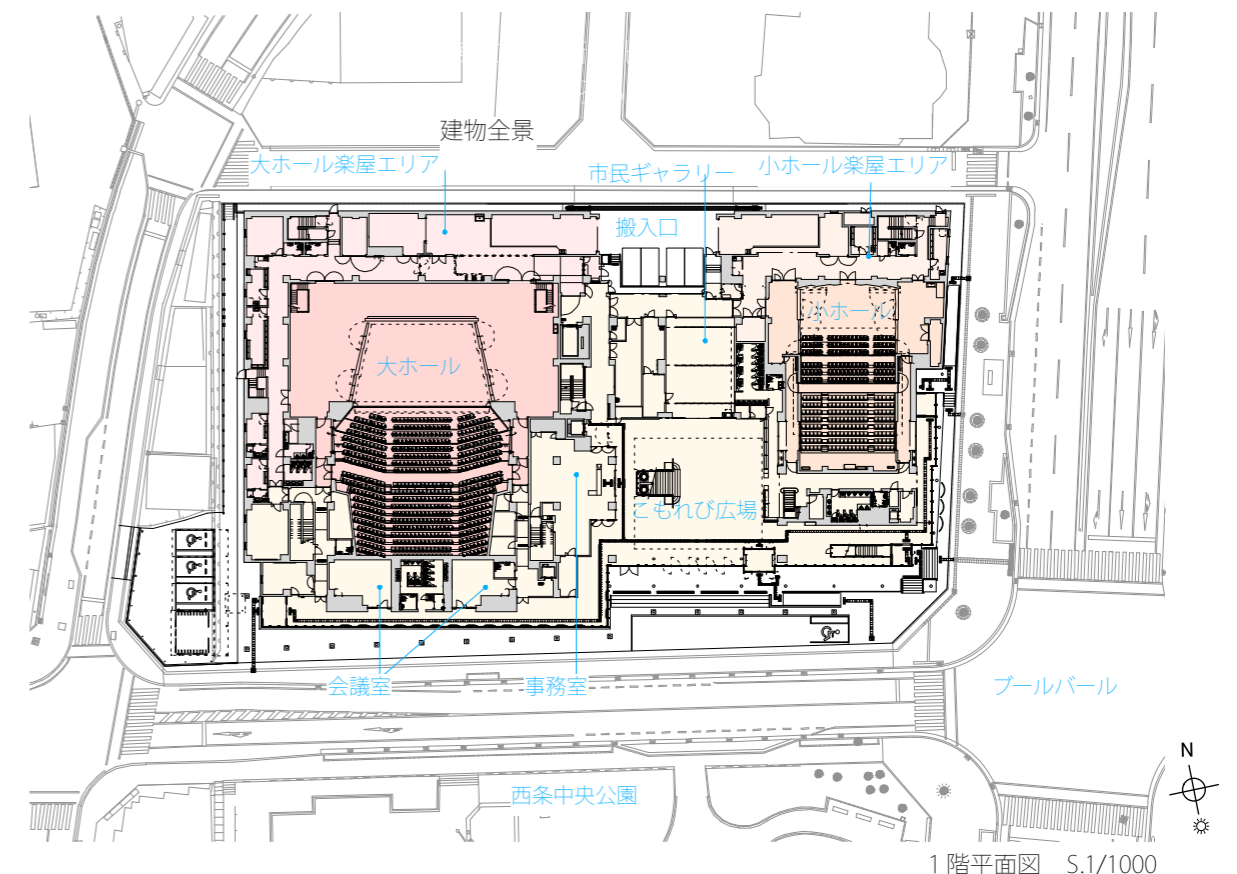 建物全景
大ホール楽屋エリア
市民ギャラリー
小ホール楽屋エリア
搬入口
小ホール
大ホール
こもれび広場
会議室
事務室
ブールバール
N
西条中央公園
1階平面図 S.1/1000